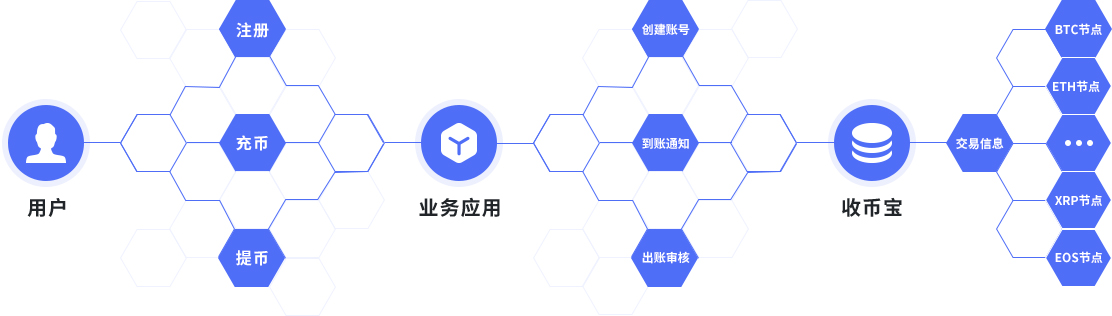 用户
注册
充币
提币
业务应用
创建账号
到账通知
出账审核
收币宝
交易信息
BTC节点
ETH节点
•••
XRP节点
EOS节点